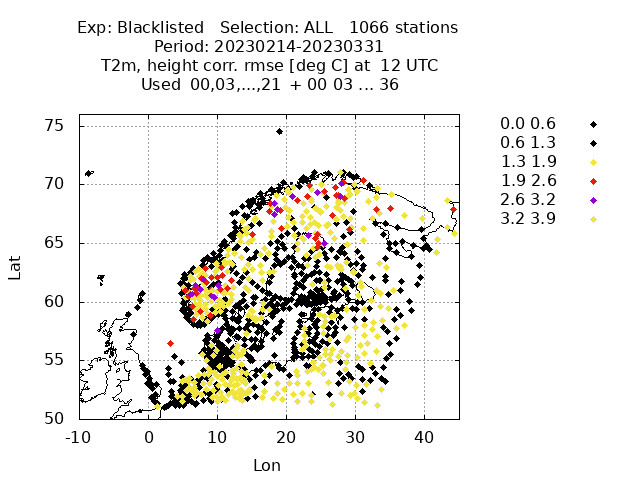 Exp: Blacklisted Selection: ALL 1066 stations
Period: 20230214-20230331
T2m, height corr. rmse [deg C] at 12 UTC
Used 00,03,...,21 + 00 03 ... 36
0.0 0.6
0.6 1.3
1.3 1.9
1.9 2.6
2.6 3.2
3.2 3.9
75
70
65
60
55
50
Lat
-10 0 10 20 30 40
Lon